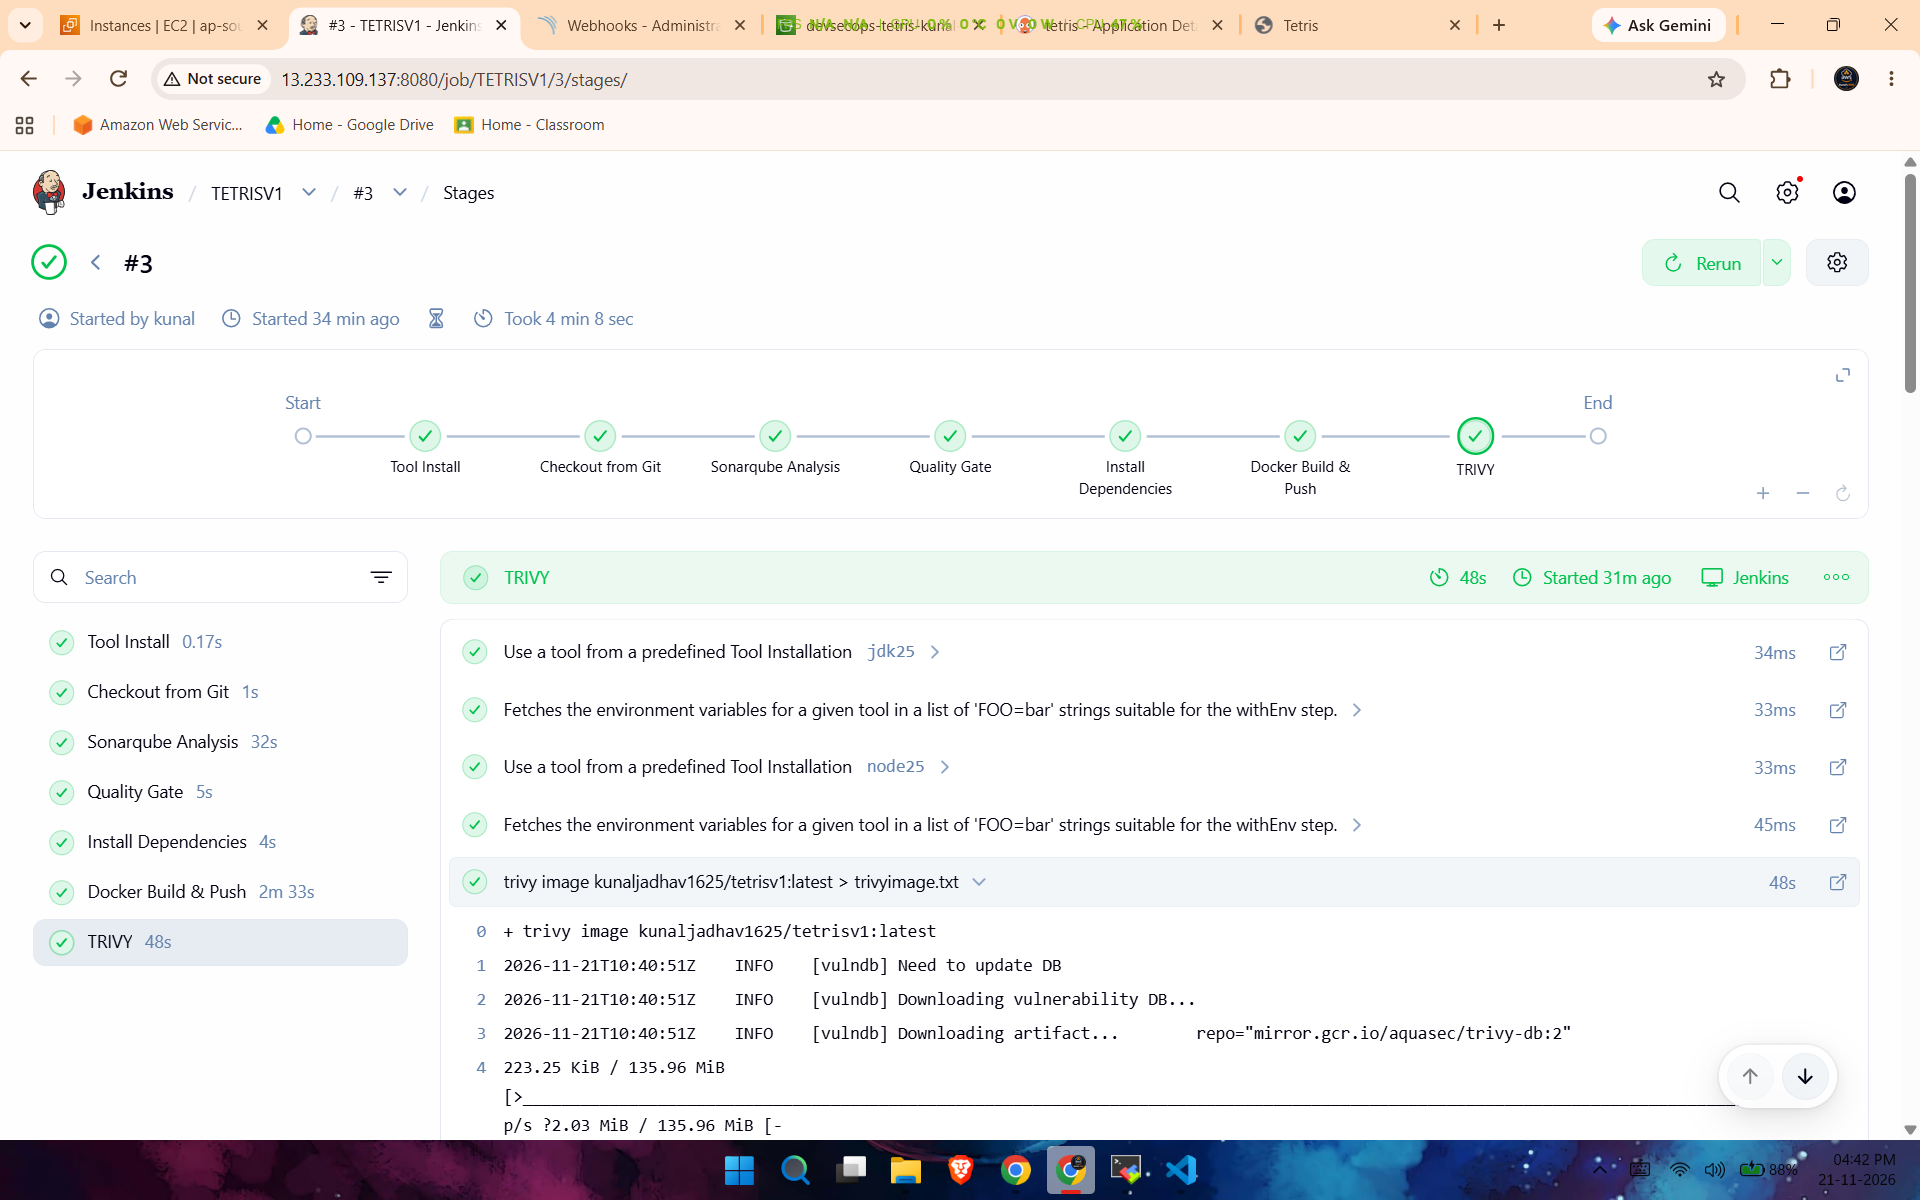 Instances | EC2 | ap-sou
#3 - TETRISV1 - Jenkins
Webhooks - Administra
devsecops-tetris-kunal
tetris - Application Det
Tetris
Ask Gemini
Not secure
13.233.109.137:8080/job/TETRISV1/3/stages/
Amazon Web Servic...
Home - Google Drive
Home - Classroom
Jenkins / TETRISV1 / #3 / Stages
#3
Rerun
Started by kunal
Started 34 min ago
Took 4 min 8 sec
Start
End
Tool Install
Checkout from Git
Sonarqube Analysis
Quality Gate
Install
Dependencies
Docker Build &
Push
TRIVY
Search
TRIVY
48s
Started 31m ago
Jenkins
Tool Install 0.17s
Checkout from Git 1s
Sonarqube Analysis 32s
Quality Gate 5s
Install Dependencies 4s
Docker Build & Push 2m 33s
TRIVY 48s
Use a tool from a predefined Tool Installation jdk25 34ms
Fetches the environment variables for a given tool in a list of 'FOO=bar' strings suitable for the withEnv step. 33ms
Use a tool from a predefined Tool Installation node25 33ms
Fetches the environment variables for a given tool in a list of 'FOO=bar' strings suitable for the withEnv step. 45ms
trivy image kunaljadhav1625/tetrisv1:latest > trivyimage.txt 48s
0 + trivy image kunaljadhav1625/tetrisv1:latest
1 2026-11-21T10:40:51Z INFO [vulndb] Need to update DB
2 2026-11-21T10:40:51Z INFO [vulndb] Downloading vulnerability DB...
3 2026-11-21T10:40:51Z INFO [vulndb] Downloading artifact... repo="mirror.gcr.io/aquasec/trivy-db:2"
4 223.25 KiB / 135.96 MiB
[>____
p/s ?2.03 MiB / 135.96 MiB [-
88%
04:42 PM
21-11-2026